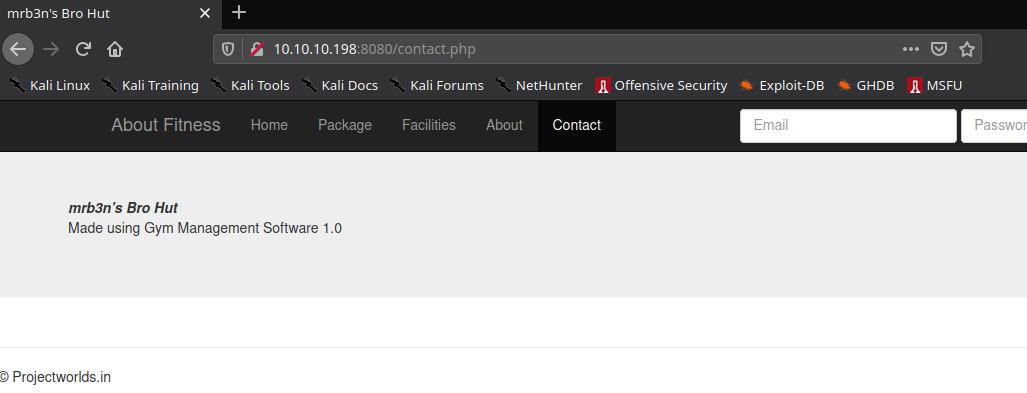 mrb3n's Bro Hut
10.10.10.198:8080/contact.php
Kali Linux Kali Training Kali Tools Kali Docs Kali Forums NetHunter Offensive Security Exploit-DB GHDB MSFU
About Fitness Home Package Facilities About Contact Email Passwor
mrb3n's Bro Hut
Made using Gym Management Software 1.0
© Projectworlds.in